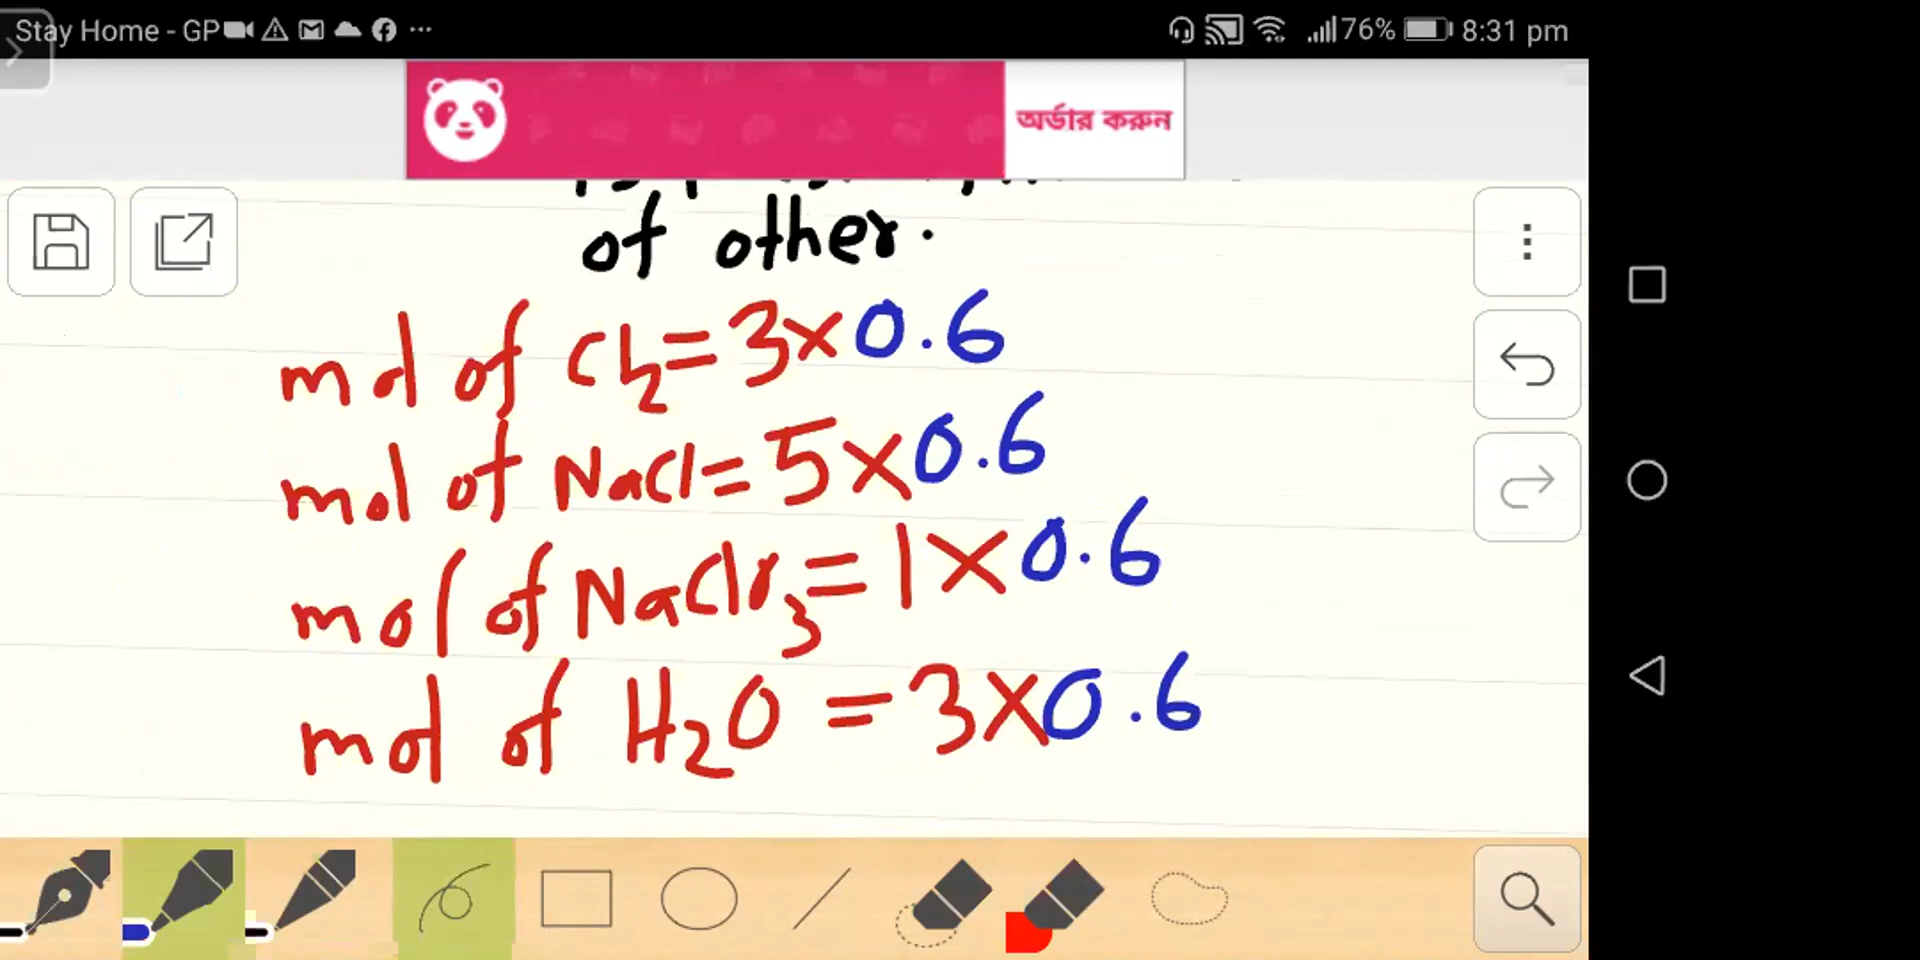 Stay Home - GP ... 76% 8:31 pm
অর্ডার করুন
of other.
mol of Cl2 = 3 x 0.6
mol of NaCl = 5 x 0.6
mol of NaClO3 = 1 x 0.6
mol of H2O = 3 x 0.6